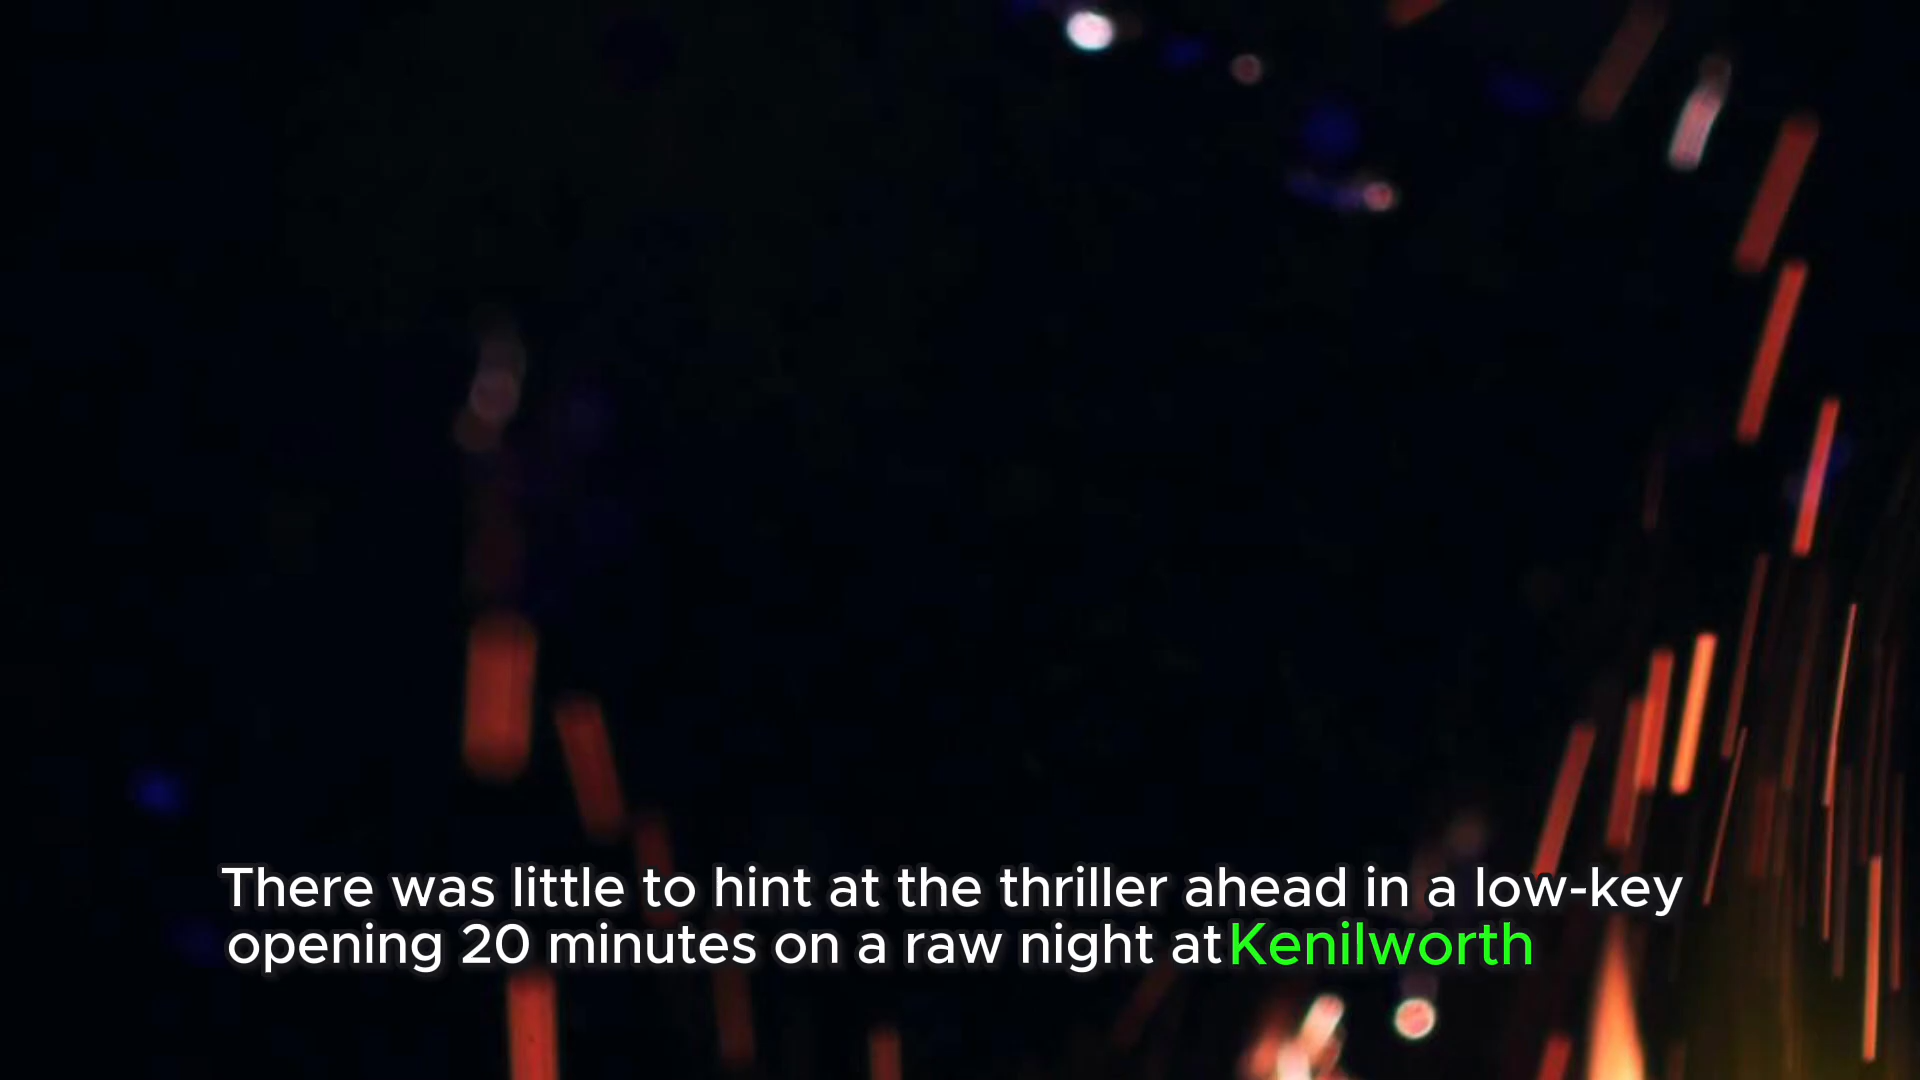 There was little to hint at the thriller ahead in a low-key
opening 20 minutes on a raw night at Kenilworth